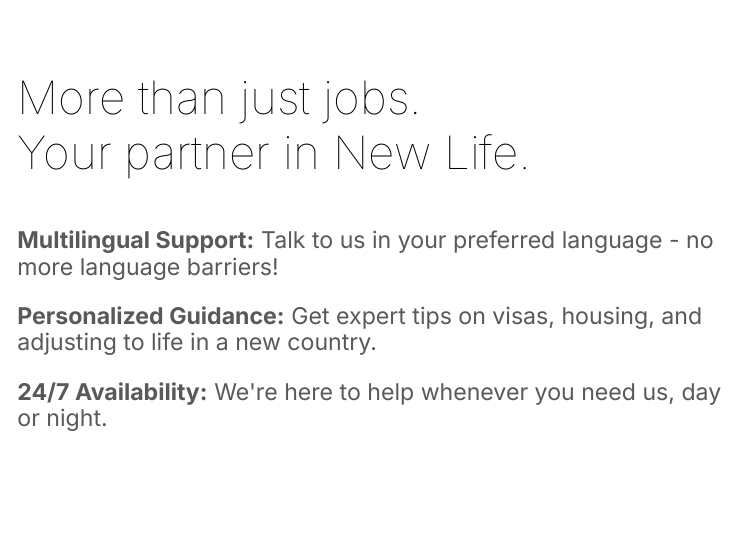 More than just jobs.
Your partner in New Life.
Multilingual Support: Talk to us in your preferred language - no
more language barriers!
Personalized Guidance: Get expert tips on visas, housing, and
adjusting to life in a new country.
24/7 Availability: We're here to help whenever you need us, day
or night.